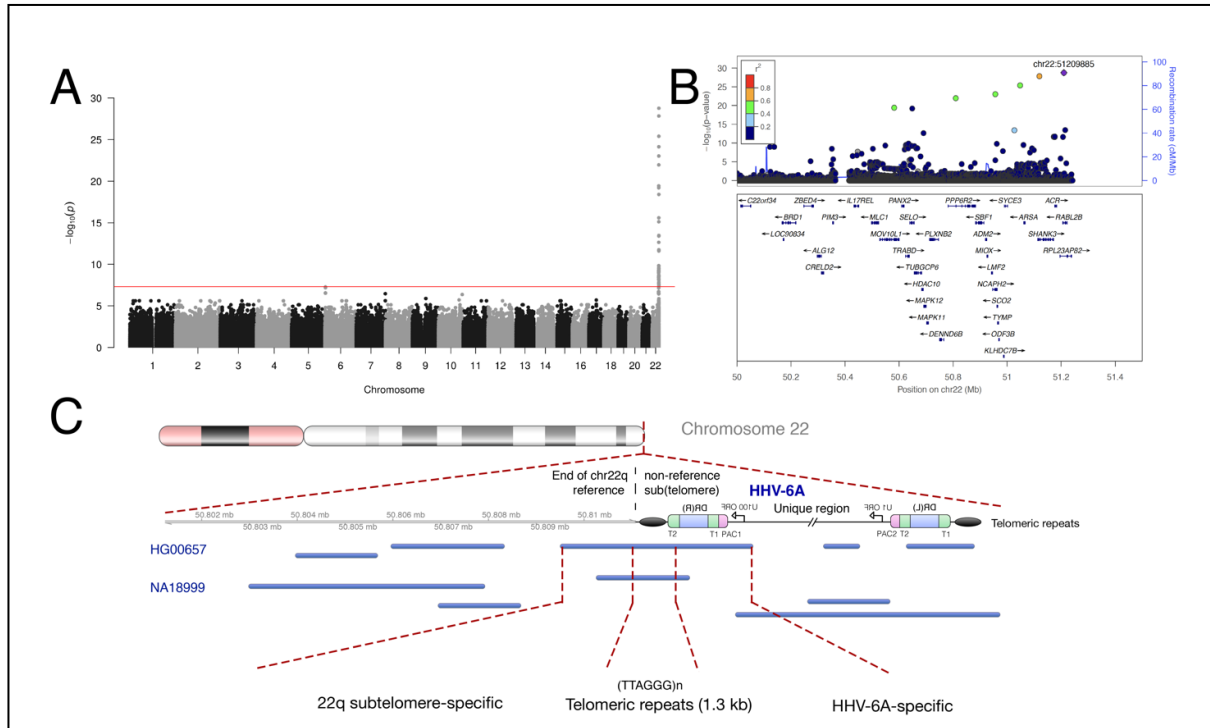 A
30
25
20
15
10
5
0
−log₁₀(p)
1 2 3 4 5 6 7 8 9 10 11 12 13 14 16 18 20 22
Chromosome
B
chr22:51209885
r²
0.8
0.6
0.4
0.2
30
25
20
15
10
5
0
−log₁₀(p−value)
100
80
60
40
20
0
Recombination rate (cM/Mb)
←C22orf34 ZBED4→ ←IL17REL PANX2→ PPP6R2→ ←SYCE3 ACR→
←BRD1 PIM3→ ←MLC1 SELO→ ←SBF1 ←ARSA ←RABL2B
←LOC90834 MOV10L1→ ←PLXNB2 ADM2→ SHANK3→
←ALG12 TRABD→ MIOX→ RPL23AP82→
←CRELD2→ ←TUBGCP6 ←LMF2
←HDAC10 NCAPH2→
←MAPK12 ←SCO2
←MAPK11 ←TYMP
←DENND6B ←ODF3B
KLHDC7B→
50 50.2 50.4 50.6 50.8 51 51.2 51.4
Position on chr22 (Mb)
C
Chromosome 22
End of chr22q
reference
non-reference
sub(telomere)
HHV-6A
50.802 mb 50.804 mb 50.806 mb 50.808 mb 50.81 mb
50.803 mb 50.805 mb 50.807 mb 50.809 mb
DR(R) U100 ORF Unique region U1 ORF DR(L)
T2 T1 PAC1 PAC2 T2 T1
Telomeric repeats
HG00657
NA18999
(TTAGGG)n
22q subtelomere-specific Telomeric repeats (1.3 kb) HHV-6A-specific